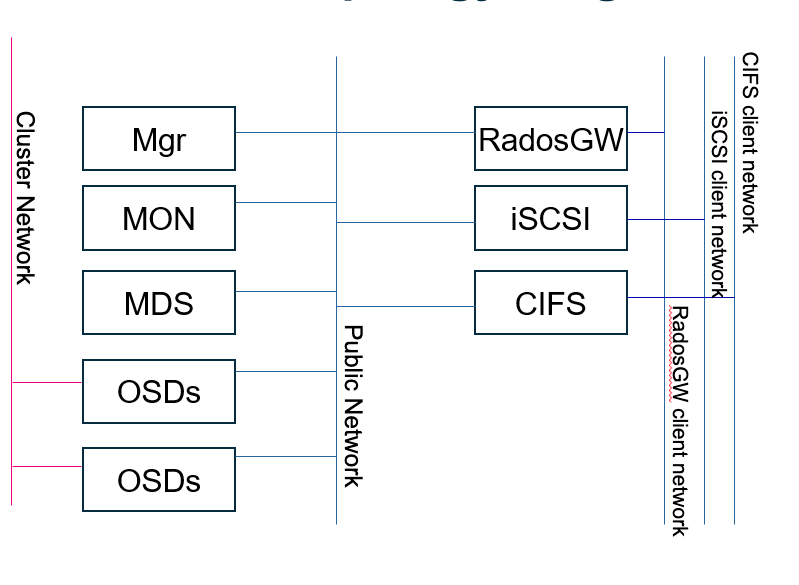 Cluster Network
Mgr
MON
MDS
OSDs
OSDs
Public Network
RadosGW
iSCSI
CIFS
RadosGW client network
iSCSI client network
CIFS client network